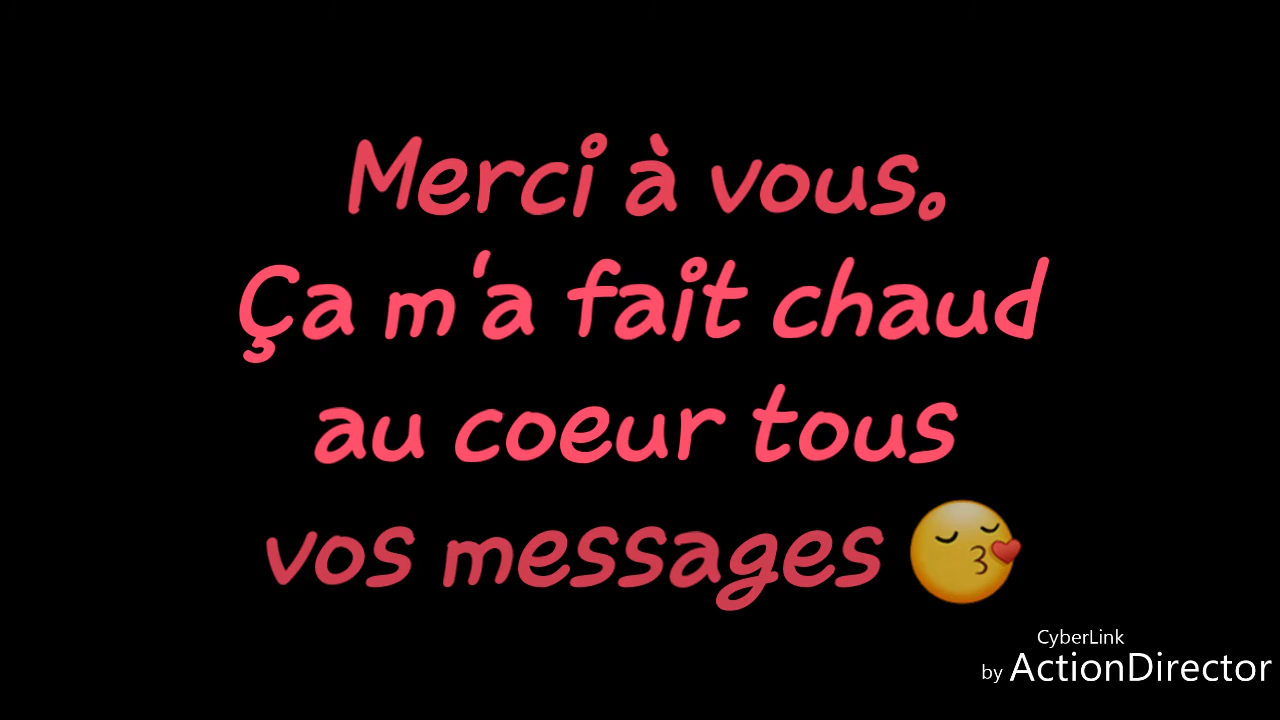 Merci à vous.
Ça m'a fait chaud
au coeur tous
vos messages 😘
CyberLink
by ActionDirector